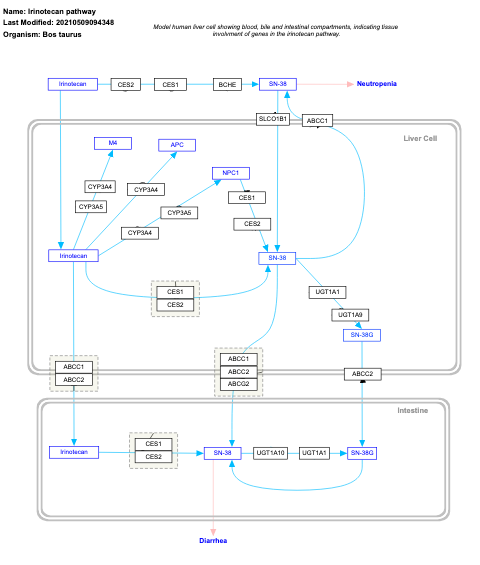 Name: Irinotecan pathway
Last Modified: 20210509094348
Organism: Bos taurus
Model human liver cell showing blood, bile and intestinal compartments, indicating tissue
involvment of genes in the irinotecan pathway.
Irinotecan
CES2
CES1
BCHE
SN-38
Neutropenia
SLCO1B1
ABCC1
Liver Cell
M4
APC
NPC1
CYP3A4
CYP3A4
CES1
CYP3A5
CYP3A5
CES2
CYP3A4
Irinotecan
SN-38
CES1
CES2
UGT1A1
UGT1A9
SN-38G
ABCC1
ABCC2
ABCC1
ABCC2
ABCG2
ABCC2
Intestine
CES1
CES2
Irinotecan
SN-38
UGT1A10
UGT1A1
SN-38G
Diarrhea